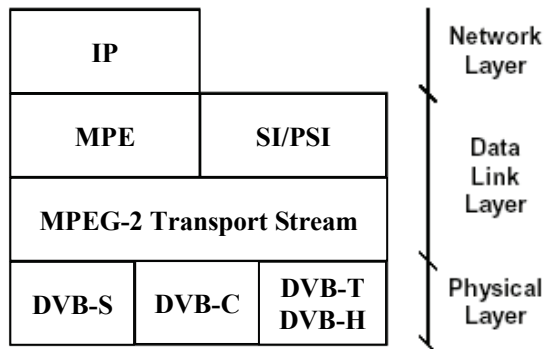 IP
Network
Layer
MPE
SI/PSI
Data
Link
Layer
MPEG-2 Transport Stream
DVB-S
DVB-C
DVB-T
DVB-H
Physical
Layer